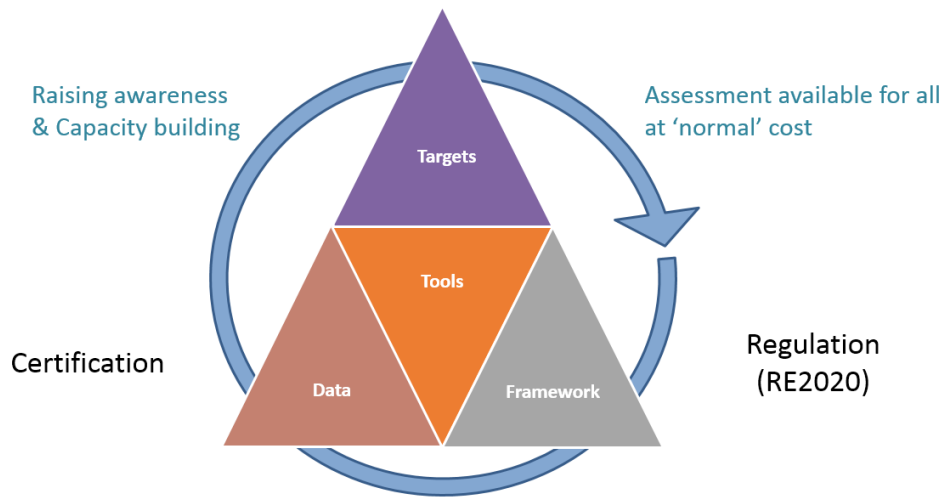 Raising awareness
& Capacity building
Assessment available for all
at ‘normal’ cost
Targets
Tools
Certification
Regulation
(RE2020)
Data
Framework